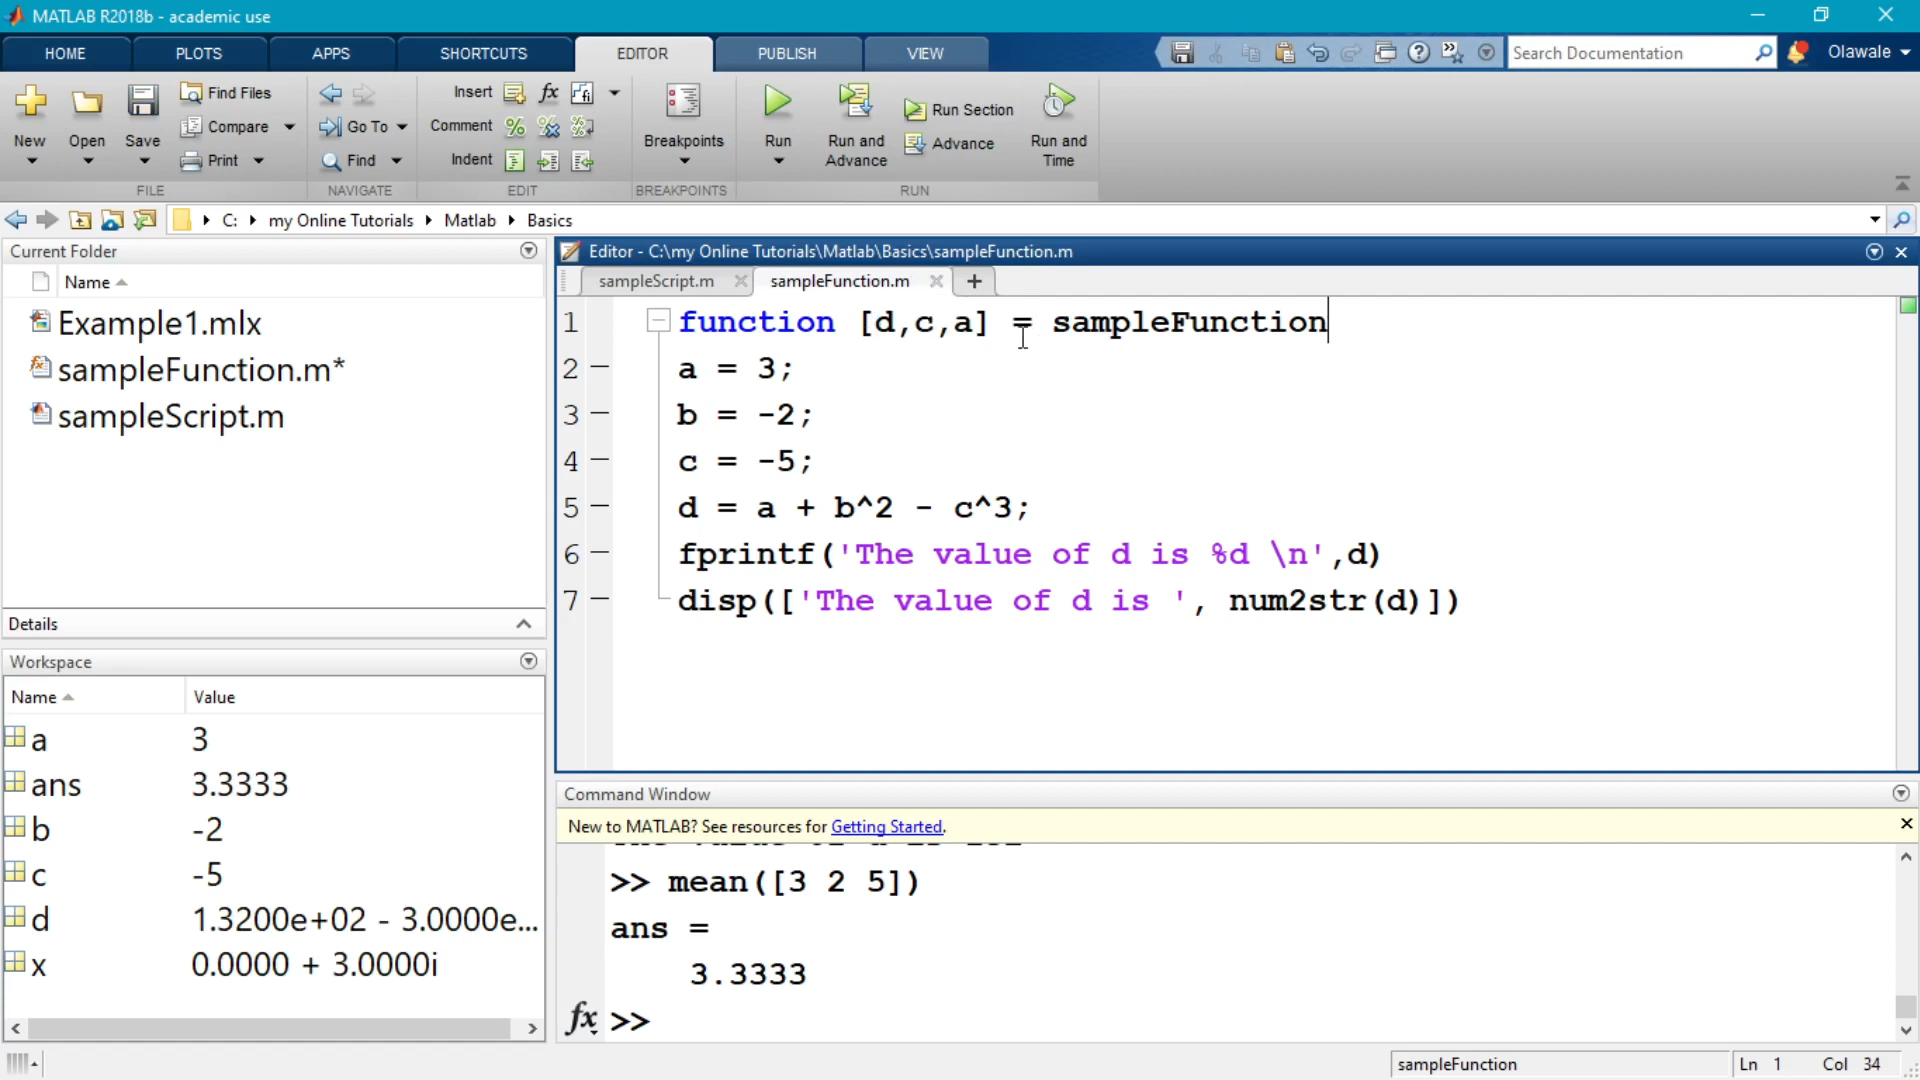 MATLAB R2018b - academic use
HOME PLOTS APPS SHORTCUTS EDITOR PUBLISH VIEW
Search Documentation
Olawale
New
Open
Save
Find Files
Compare
Print
FILE
Go To
Find
NAVIGATE
Insert
Comment
Indent
EDIT
Breakpoints
BREAKPOINTS
Run
Run and Advance
Run Section
Advance
Run and Time
RUN
C: my Online Tutorials Matlab Basics
Current Folder
Name
Example1.mlx
sampleFunction.m*
sampleScript.m
Details
Workspace
Name Value
a 3
ans 3.3333
b -2
c -5
d 1.3200e+02 - 3.0000e...
x 0.0000 + 3.0000i
Editor - C:\my Online Tutorials\Matlab\Basics\sampleFunction.m
sampleScript.m sampleFunction.m
1 function [d,c,a] = sampleFunction
2 a = 3;
3 b = -2;
4 c = -5;
5 d = a + b^2 - c^3;
6 fprintf('The value of d is %d \n',d)
7 disp(['The value of d is ', num2str(d)])
Command Window
New to MATLAB? See resources for Getting Started.
>> mean([3 2 5])
ans =
3.3333
fx >>
sampleFunction
Ln 1 Col 34